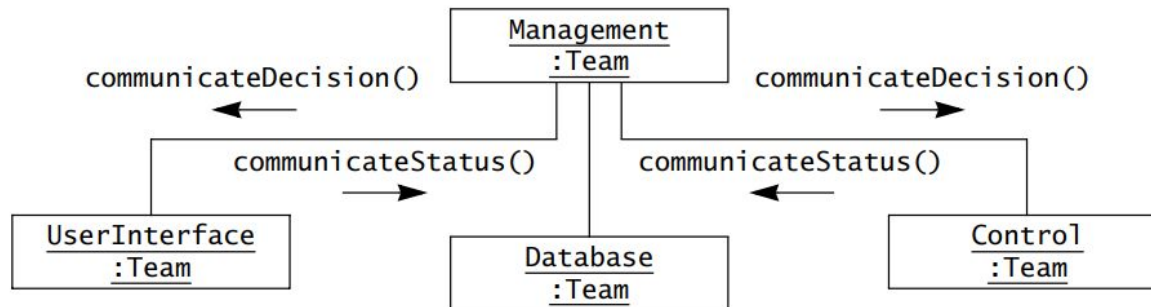 Management
:Team
communicateDecision()
communicateDecision()
communicateStatus()
communicateStatus()
UserInterface
:Team
Database
:Team
Control
:Team